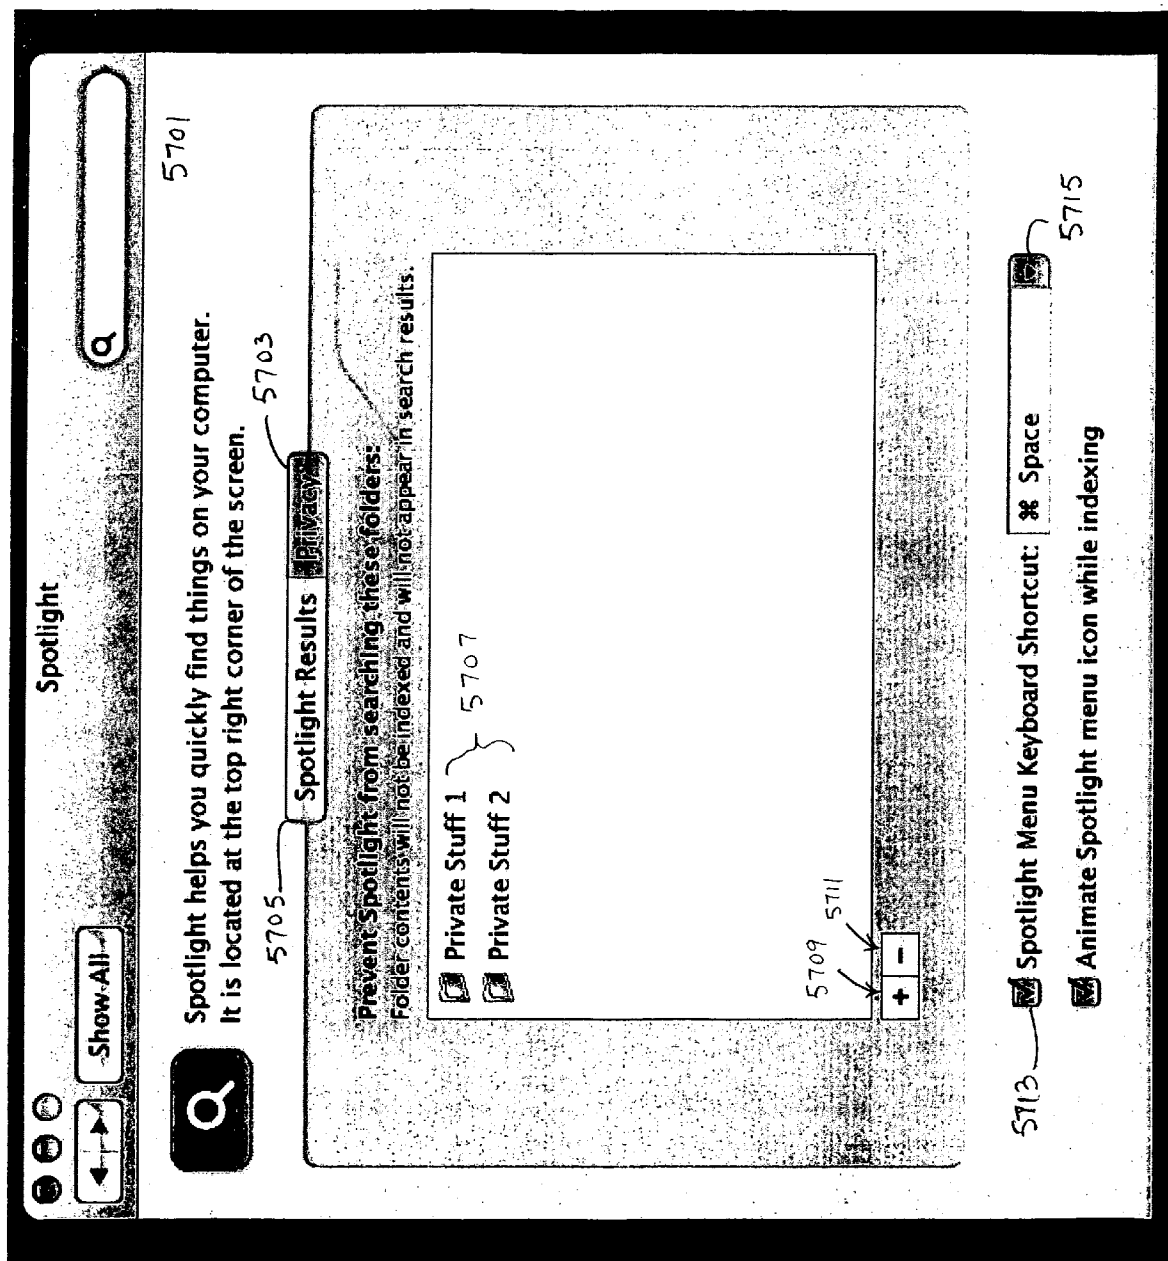 Spotlight
Show All
5701
Spotlight helps you quickly find things on your computer.
It is located at the top right corner of the screen.
5705
5703
Spotlight Results Privacy
Prevent Spotlight from searching these folders:
Folder contents will not be indexed and will not appear in search results.
Private Stuff 1
Private Stuff 2
5707
5709
5711
+ −
5713
Spotlight Menu Keyboard Shortcut: ⌘ Space
5715
Animate Spotlight menu icon while indexing